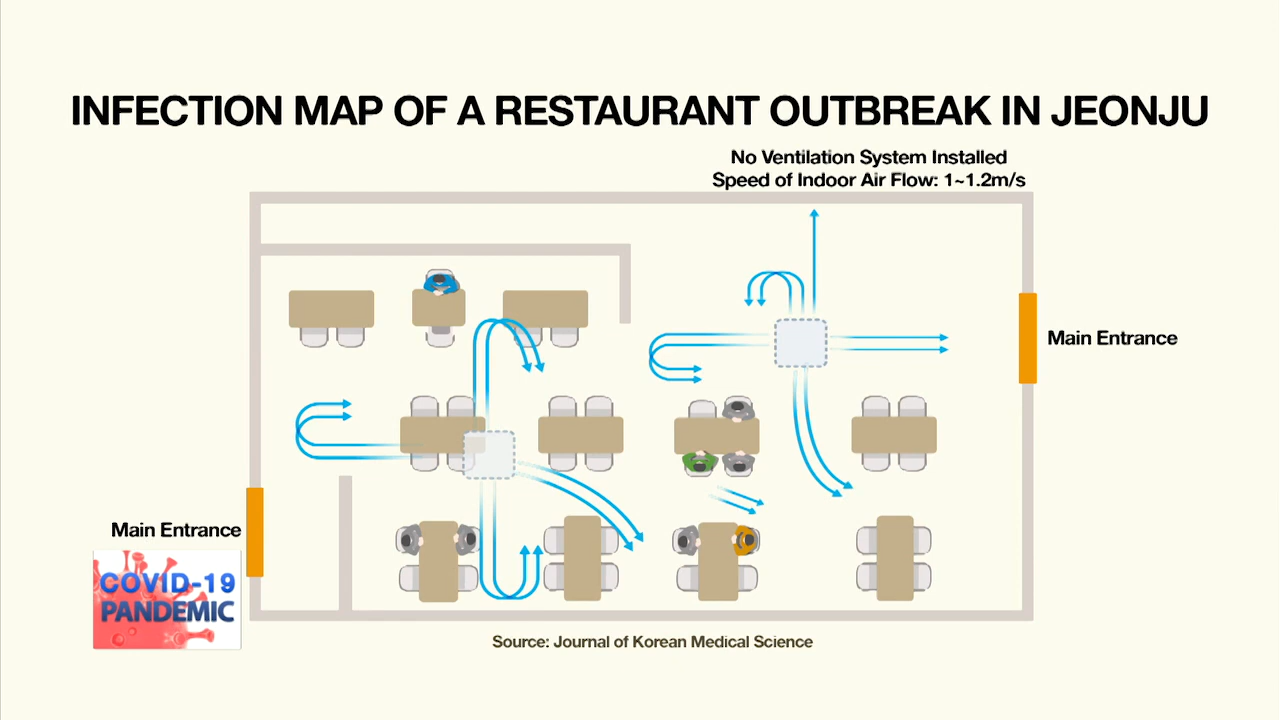 INFECTION MAP OF A RESTAURANT OUTBREAK IN JEONJU
No Ventilation System Installed
Speed of Indoor Air Flow: 1~1.2m/s
Main Entrance
Main Entrance
COVID-19
PANDEMIC
Source: Journal of Korean Medical Science